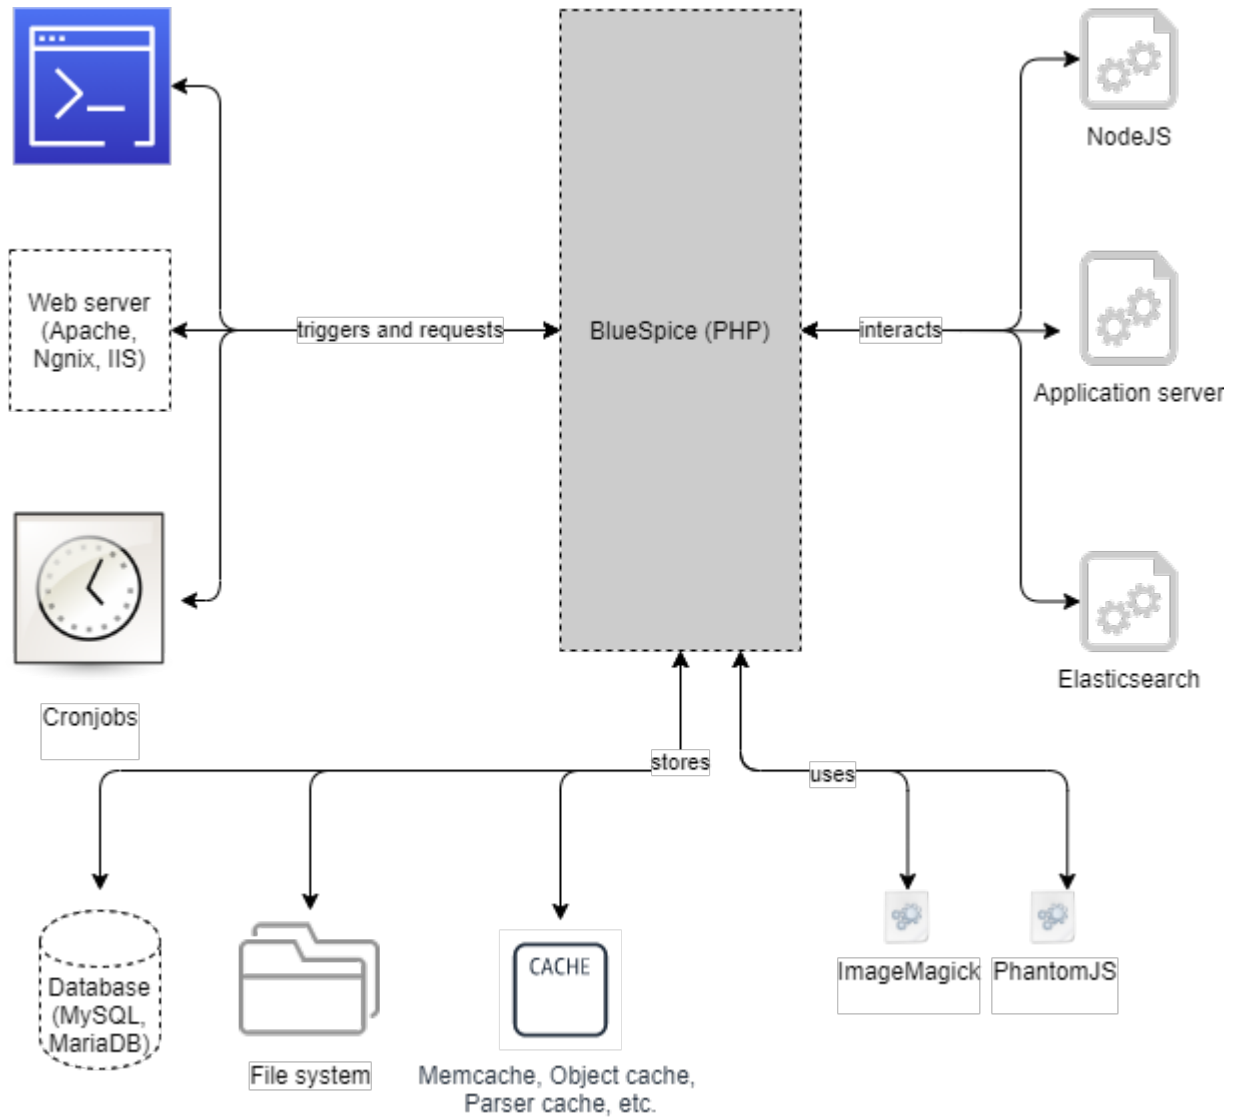 NodeJS
Web server
(Apache,
Ngnix, IIS)
triggers and requests
BlueSpice (PHP)
interacts
Application server
Elasticsearch
Cronjobs
stores
uses
Database
(MySQL,
MariaDB)
File system
CACHE
Memcache, Object cache,
Parser cache, etc.
ImageMagick
PhantomJS